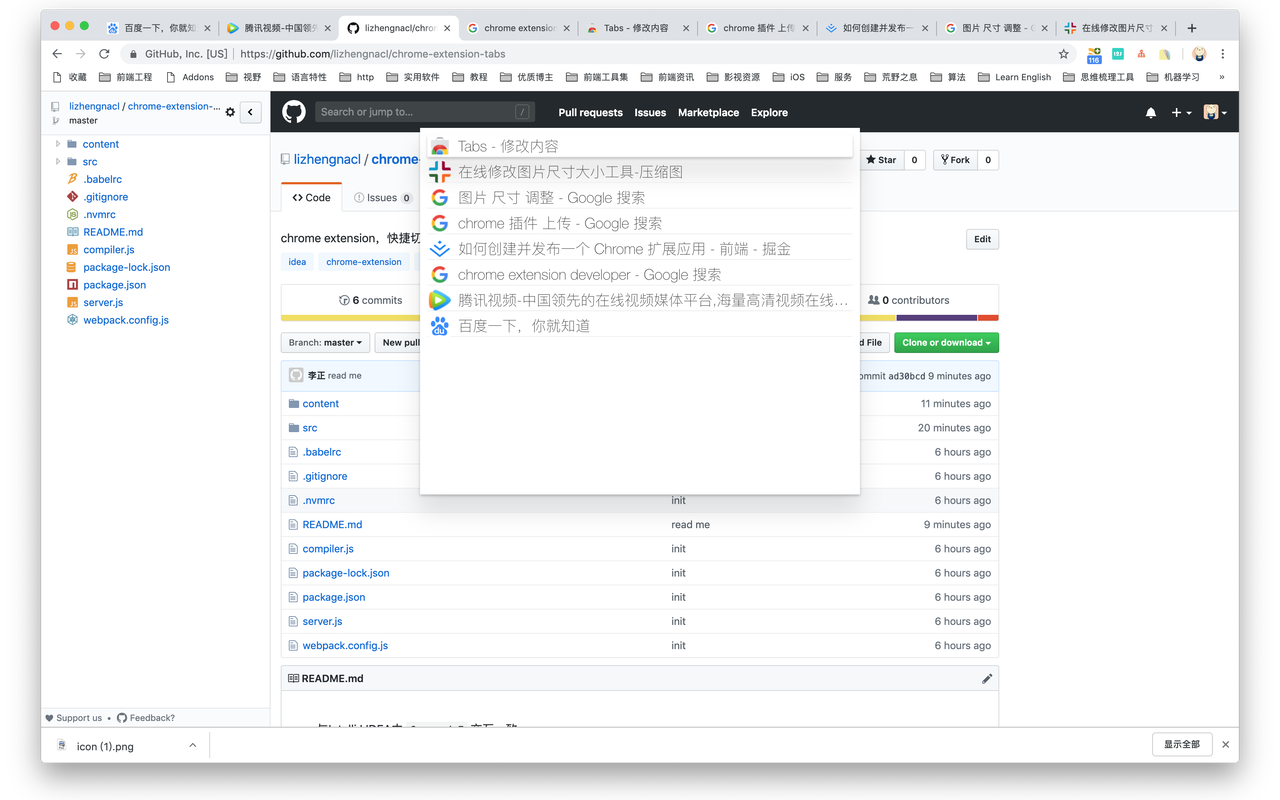 百度一下，你就知
腾讯视频-中国领先
lizhengnacl/chrom
chrome extension
Tabs - 修改内容
chrome 插件 上传
如何创建并发布一
图片 尺寸 调整 - G
在线修改图片尺寸
GitHub, Inc. [US] https://github.com/lizhengnacl/chrome-extension-tabs
116
收藏 前端工程 Addons 视野 语言特性 http 实用软件 教程 优质博主 前端工具集 前端资讯 影视资源 iOS 服务 荒野之息 算法 Learn English 思维梳理工具 机器学习 »
lizhengnacl / chrome-extension-...
master
content
src
.babelrc
.gitignore
.nvmrc
README.md
compiler.js
package-lock.json
package.json
server.js
webpack.config.js
Support us • Feedback?
Search or jump to... / Pull requests Issues Marketplace Explore
lizhengnacl / chrome-
Star 0 Fork 0
Code Issues 0
chrome extension，快捷切
Edit
idea chrome-extension
6 commits
0 contributors
Branch: master New pull
d File Clone or download
李正 read me
ommit ad30bcd 9 minutes ago
content 11 minutes ago
src 20 minutes ago
.babelrc 6 hours ago
.gitignore 6 hours ago
.nvmrc init 6 hours ago
README.md read me 9 minutes ago
compiler.js init 6 hours ago
package-lock.json init 6 hours ago
package.json init 6 hours ago
server.js init 6 hours ago
webpack.config.js init 6 hours ago
README.md
Tabs - 修改内容
在线修改图片尺寸大小工具-压缩图
图片 尺寸 调整 - Google 搜索
chrome 插件 上传 - Google 搜索
如何创建并发布一个 Chrome 扩展应用 - 前端 - 掘金
chrome extension developer - Google 搜索
腾讯视频-中国领先的在线视频媒体平台,海量高清视频在线...
百度一下，你就知道
icon (1).png
显示全部